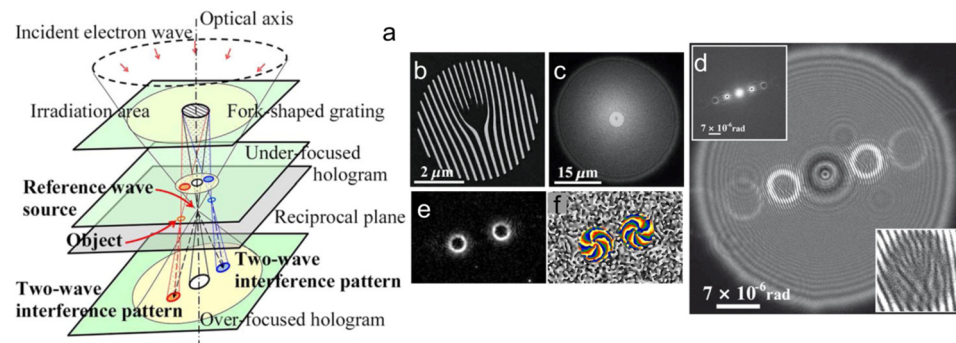 Optical axis
Incident electron wave
a
Irradiation area
Fork-shaped grating
Under-focused
hologram
Reference wave
source
Reciprocal plane
Object
Two-wave
interference pattern
Two-wave
interference pattern
Over-focused hologram
b
2 μm
c
15 μm
e
f
d
7 × 10⁻⁶rad
7 × 10⁻⁶rad